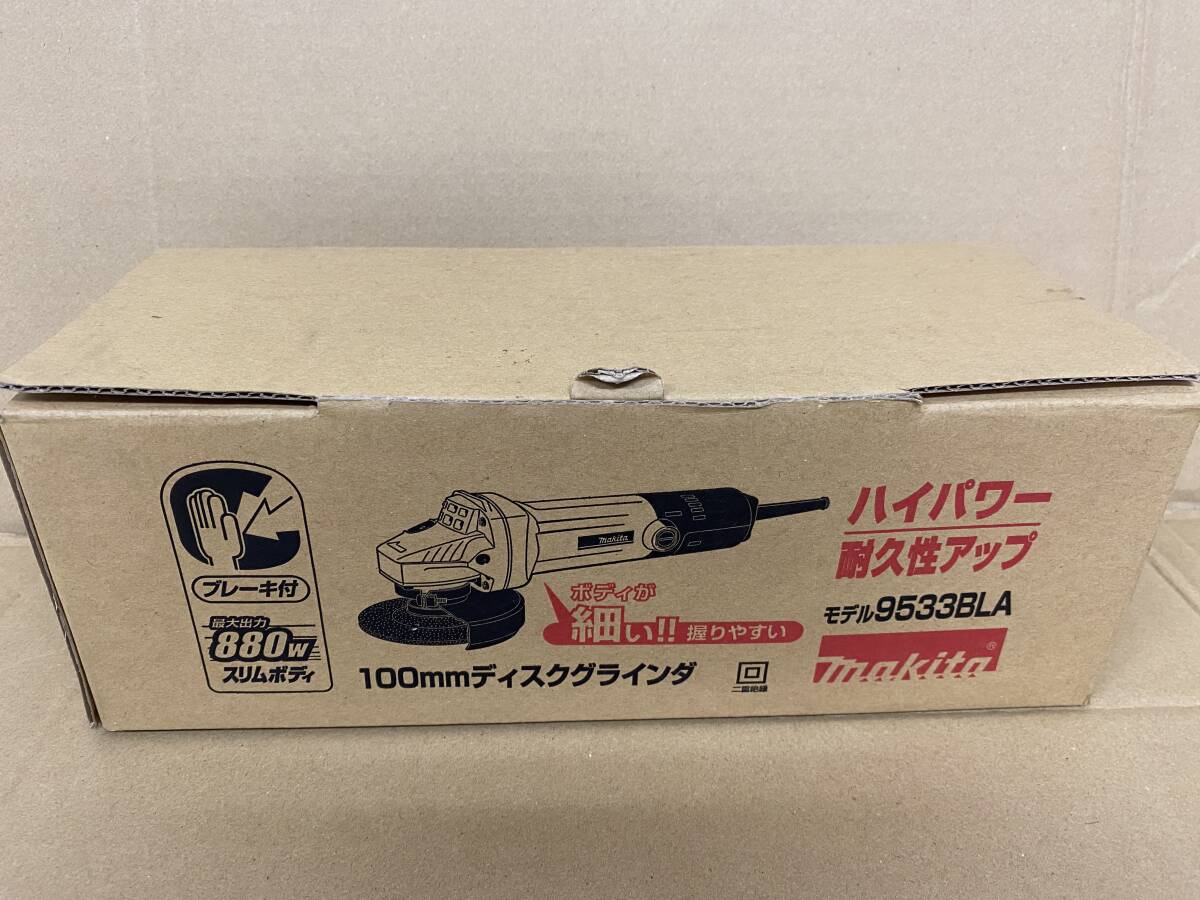 ブレーキ付
最大出力
880W
スリムボディ
makita
ボディが
細い!! 握りやすい
100mmディスクグラインダ
二重絶縁
ハイパワー
耐久性アップ
モデル9533BLA
makita®